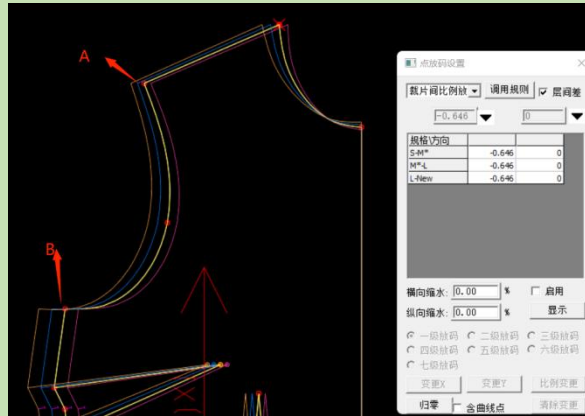 A
B
点放码设置
裁片间比例放 调用规则 层间差
-0.646 0
规格\方向
S-M* -0.646 0
M*-L -0.646 0
L-New -0.646 0
横向缩水: 0.00 % 启用
纵向缩水: 0.00 % 显示
一级放码 二级放码 三级放码
四级放码 五级放码 六级放码
七级放码
变更X 变更Y 比例变更
归零 含曲线点 清除变更